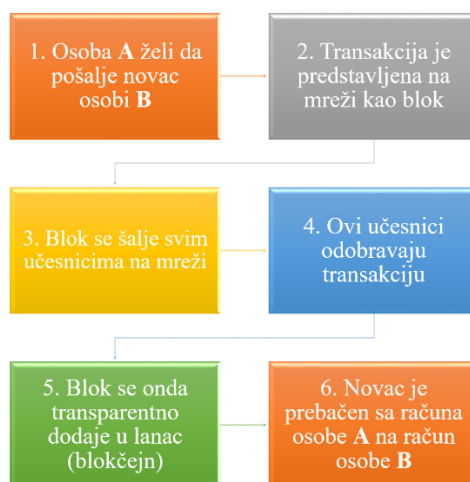 1. Osoba A želi da
pošalje novac
osobi B
2. Transakcija je
predstavljena na
mreži kao blok
3. Blok se šalje svim
učesnicima na mreži
4. Ovi učesnici
odobravaju
transakciju
5. Blok se onda
transparentno
dodaje u lanac
(blokčejn)
6. Novac je
prebačen sa računa
osobe A na račun
osobe B